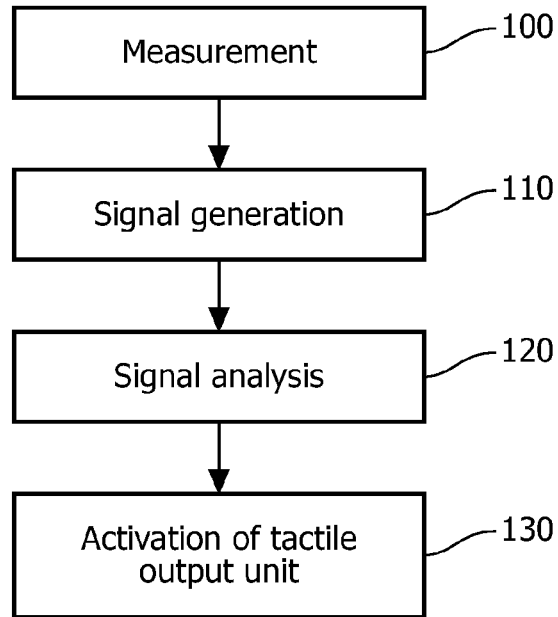 Measurement
100
Signal generation
110
Signal analysis
120
Activation of tactile
output unit
130